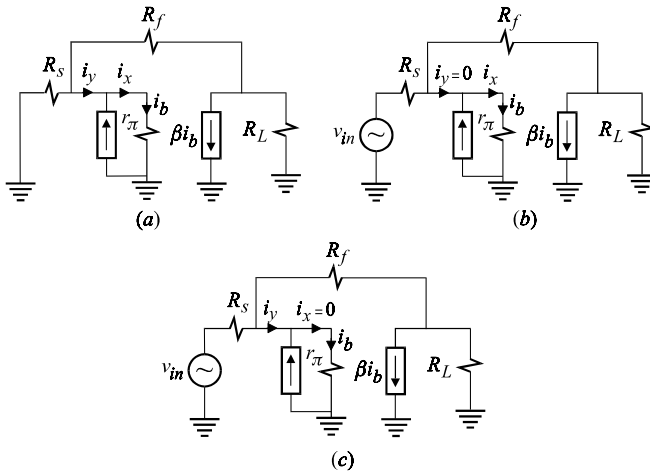 R_f
R_s i_y i_x
i_b
r_π βi_b R_L
(a)
R_f
R_s i_y=0 i_x
i_b
v_in r_π βi_b R_L
(b)
R_f
R_s i_y i_x=0
i_b
v_in r_π βi_b R_L
(c)